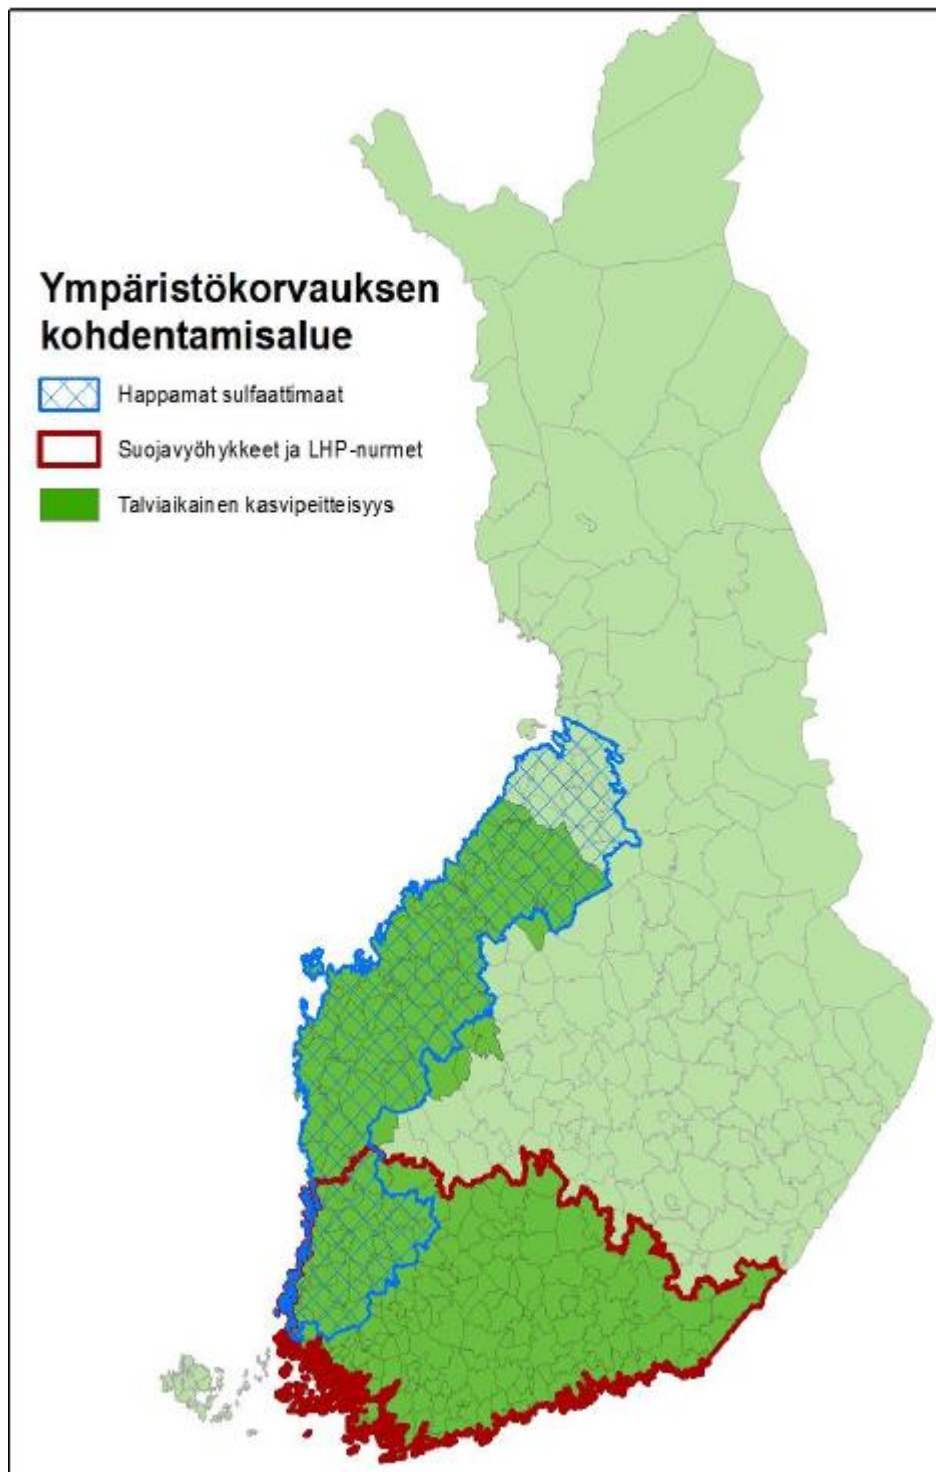 Ympäristökorvauksen
kohdentamisalue
Happamat sulfaattimaat
Suojavyöhykkeet ja LHP-nurmet
Talviaikainen kasvipeitteisyys